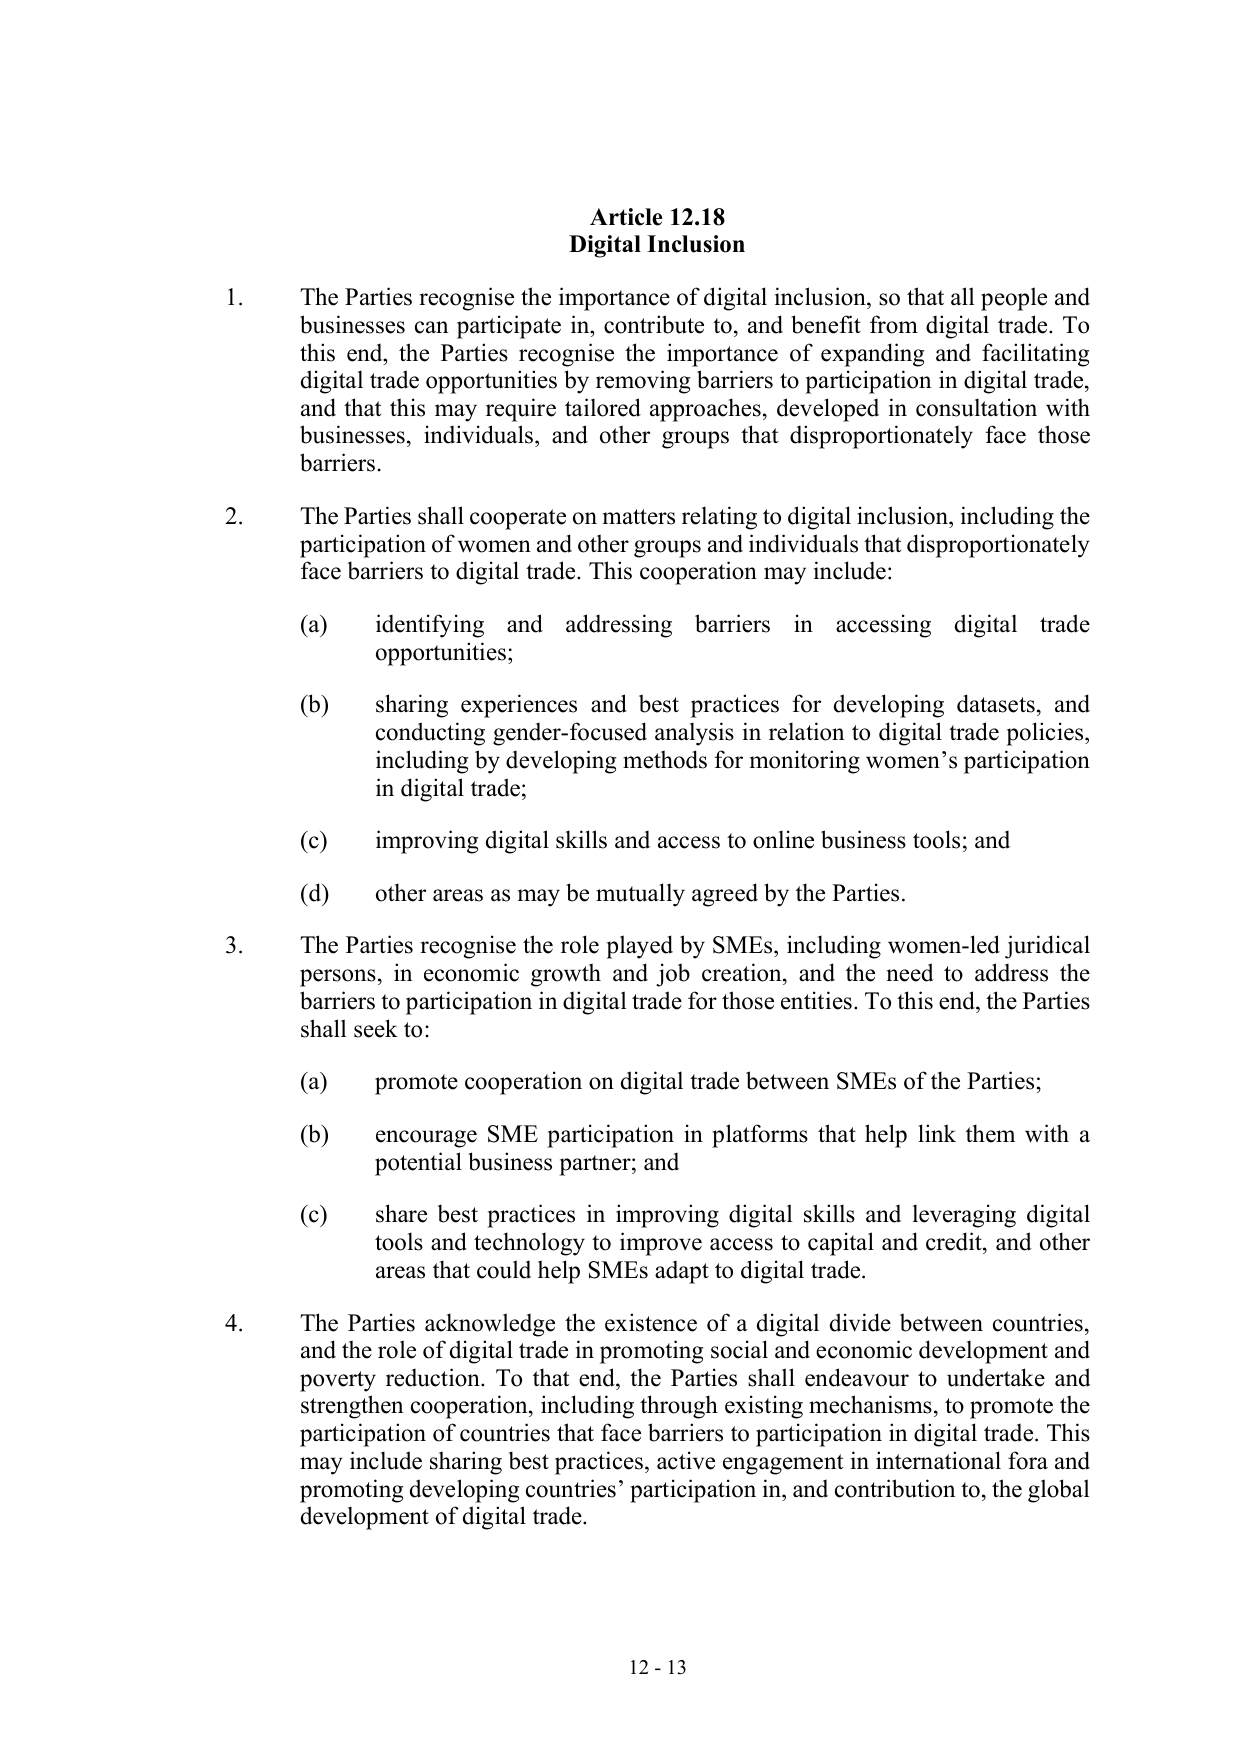 Article 12.18
Digital Inclusion
1. The Parties recognise the importance of digital inclusion, so that all people and
businesses can participate in, contribute to, and benefit from digital trade. To
this end, the Parties recognise the importance of expanding and facilitating
digital trade opportunities by removing barriers to participation in digital trade,
and that this may require tailored approaches, developed in consultation with
businesses, individuals, and other groups that disproportionately face those
barriers.
2. The Parties shall cooperate on matters relating to digital inclusion, including the
participation of women and other groups and individuals that disproportionately
face barriers to digital trade. This cooperation may include:
(a) identifying and addressing barriers in accessing digital trade
opportunities;
(b) sharing experiences and best practices for developing datasets, and
conducting gender-focused analysis in relation to digital trade policies,
including by developing methods for monitoring women’s participation
in digital trade;
(c) improving digital skills and access to online business tools; and
(d) other areas as may be mutually agreed by the Parties.
3. The Parties recognise the role played by SMEs, including women-led juridical
persons, in economic growth and job creation, and the need to address the
barriers to participation in digital trade for those entities. To this end, the Parties
shall seek to:
(a) promote cooperation on digital trade between SMEs of the Parties;
(b) encourage SME participation in platforms that help link them with a
potential business partner; and
(c) share best practices in improving digital skills and leveraging digital
tools and technology to improve access to capital and credit, and other
areas that could help SMEs adapt to digital trade.
4. The Parties acknowledge the existence of a digital divide between countries,
and the role of digital trade in promoting social and economic development and
poverty reduction. To that end, the Parties shall endeavour to undertake and
strengthen cooperation, including through existing mechanisms, to promote the
participation of countries that face barriers to participation in digital trade. This
may include sharing best practices, active engagement in international fora and
promoting developing countries’ participation in, and contribution to, the global
development of digital trade.
12 - 13